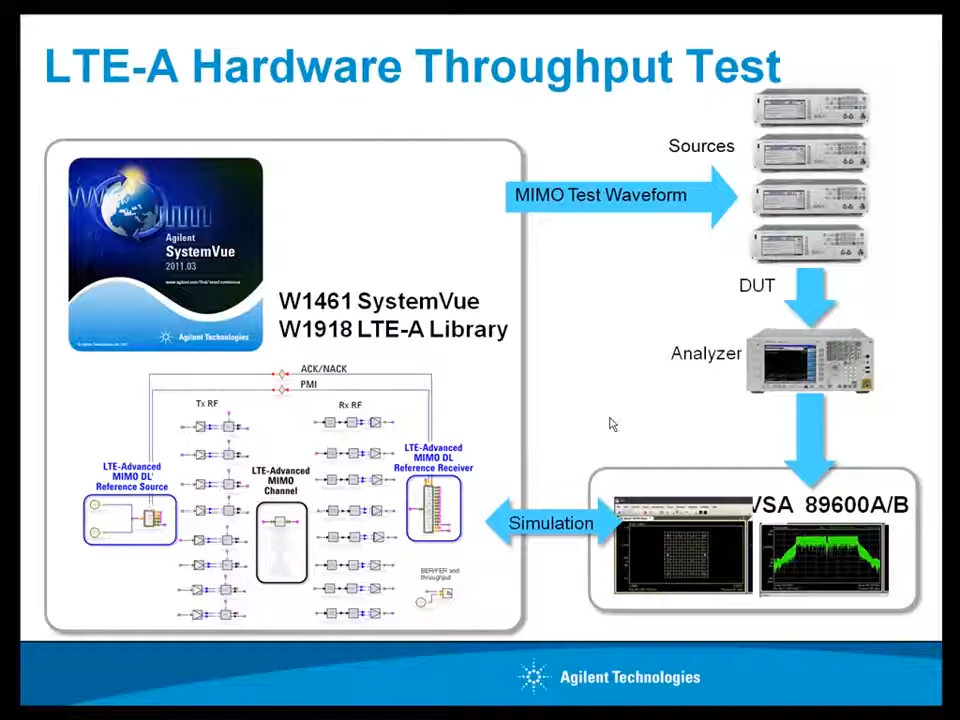 LTE-A Hardware Throughput Test
Sources
MIMO Test Waveform
Agilent
SystemVue
2011.03
Agilent Technologies
W1461 SystemVue
W1918 LTE-A Library
DUT
Analyzer
ACK/NACK
PMI
Tx RF
Rx RF
LTE-Advanced
MIMO DL
Reference Source
LTE-Advanced
MIMO
Channel
LTE-Advanced
MIMO DL
Reference Receiver
BER/FER and
throughput
Simulation
VSA 89600A/B
Agilent Technologies